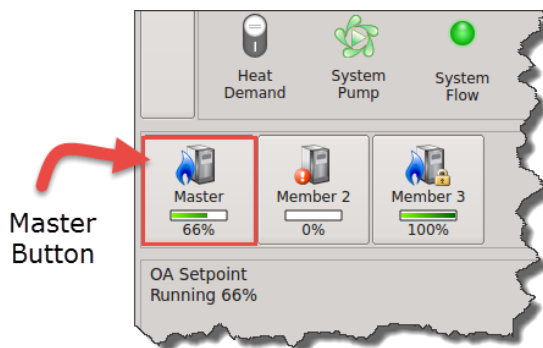 Heat
Demand
System
Pump
System
Flow
Master
66%
Member 2
0%
Member 3
100%
Master
Button
OA Setpoint
Running 66%